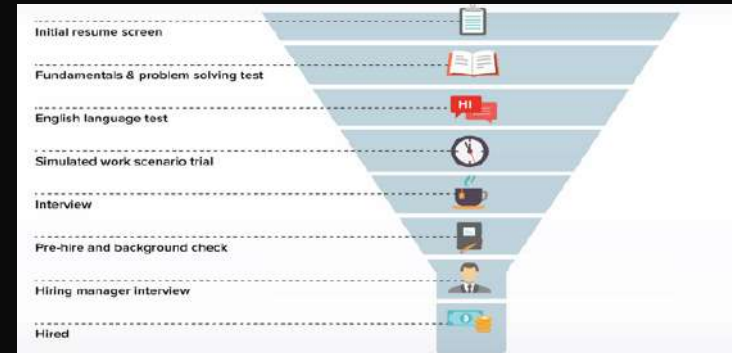 Initial resume screen
Fundamentals & problem solving test
HI
English language test
Simulated work scenario trial
Interview
Pre-hire and background check
Hiring manager interview
Hired